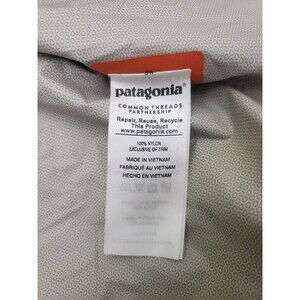 patagonia®
COMMON THREADS
PARTNERSHIP
Repair, Reuse, Recycle
This Product
www.patagonia.com
100% NYLON
EXCLUSIVE OF TRIM
MADE IN VIETNAM
FABRIQUÉ AU VIETNAM
HECHO EN VIETNAM